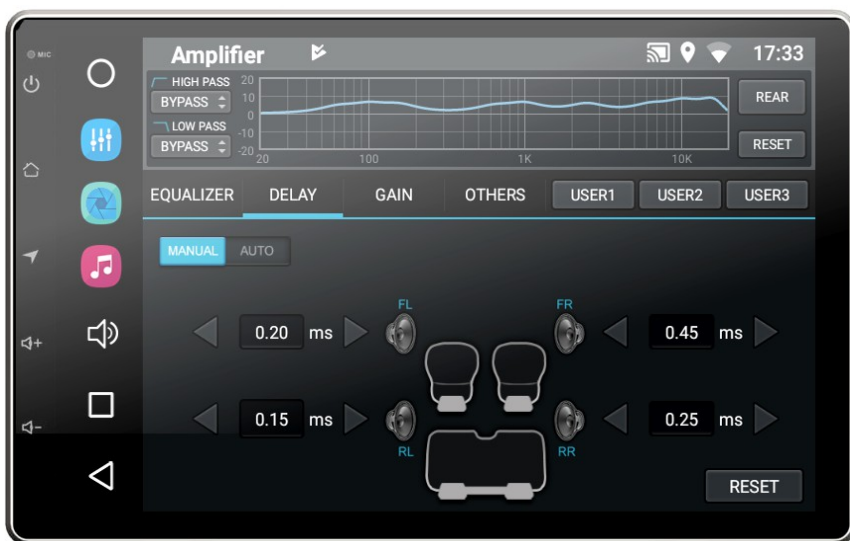 MIC
Amplifier 17:33
HIGH PASS
BYPASS
LOW PASS
BYPASS
20
10
0
-10
-20
20 100 1K 10K
REAR
RESET
EQUALIZER DELAY GAIN OTHERS USER1 USER2 USER3
MANUAL AUTO
FL FR
0.20 ms 0.45 ms
0.15 ms 0.25 ms
RL RR
RESET